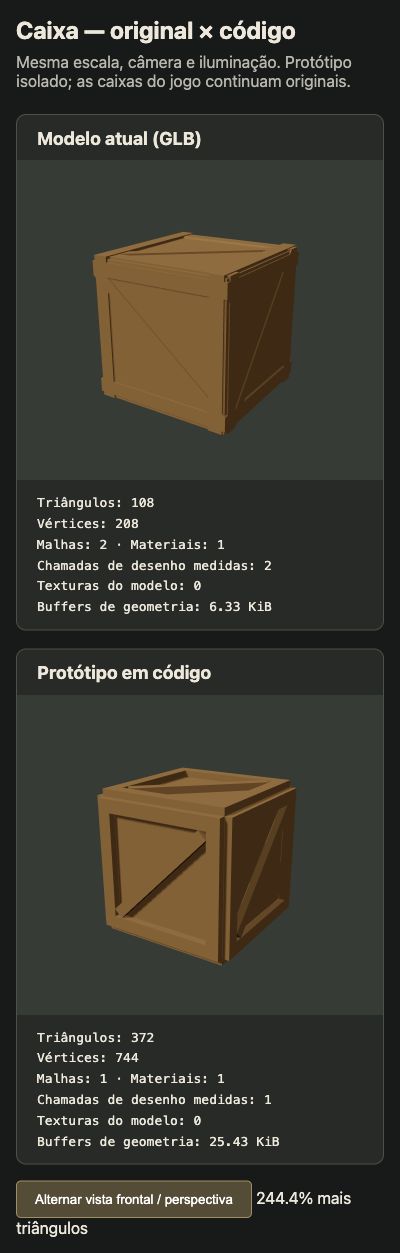 Caixa — original × código
Mesma escala, câmera e iluminação. Protótipo
isolado; as caixas do jogo continuam originais.
Modelo atual (GLB)
Triângulos: 108
Vértices: 208
Malhas: 2 · Materiais: 1
Chamadas de desenho medidas: 2
Texturas do modelo: 0
Buffers de geometria: 6.33 KiB
Protótipo em código
Triângulos: 372
Vértices: 744
Malhas: 1 · Materiais: 1
Chamadas de desenho medidas: 1
Texturas do modelo: 0
Buffers de geometria: 25.43 KiB
Alternar vista frontal / perspectiva 244.4% mais
triângulos